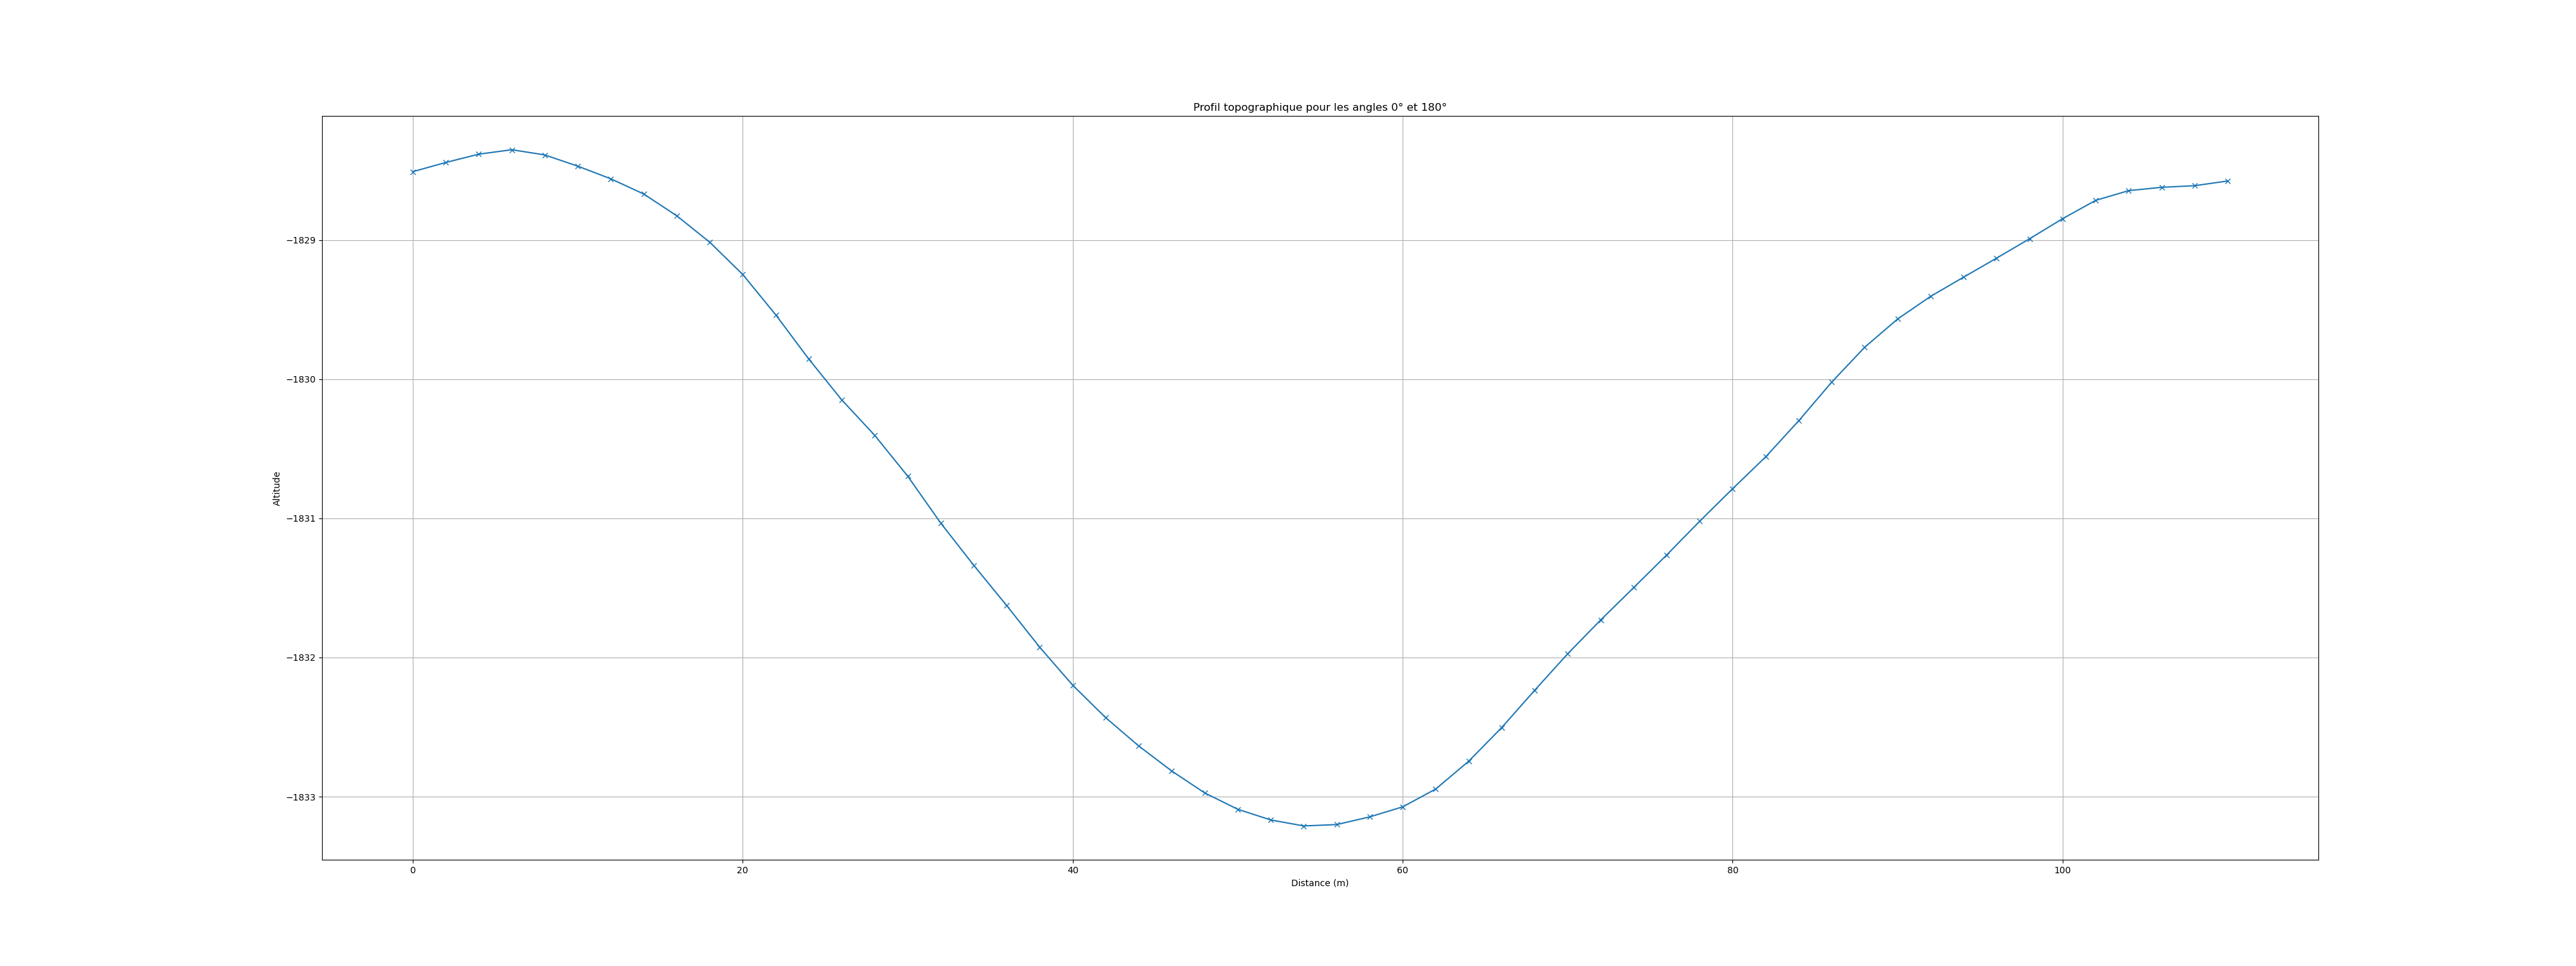 Profil topographique pour les angles 0° et 180°
Altitude
−1829
−1830
−1831
−1832
−1833
0 20 40 60 80 100
Distance (m)